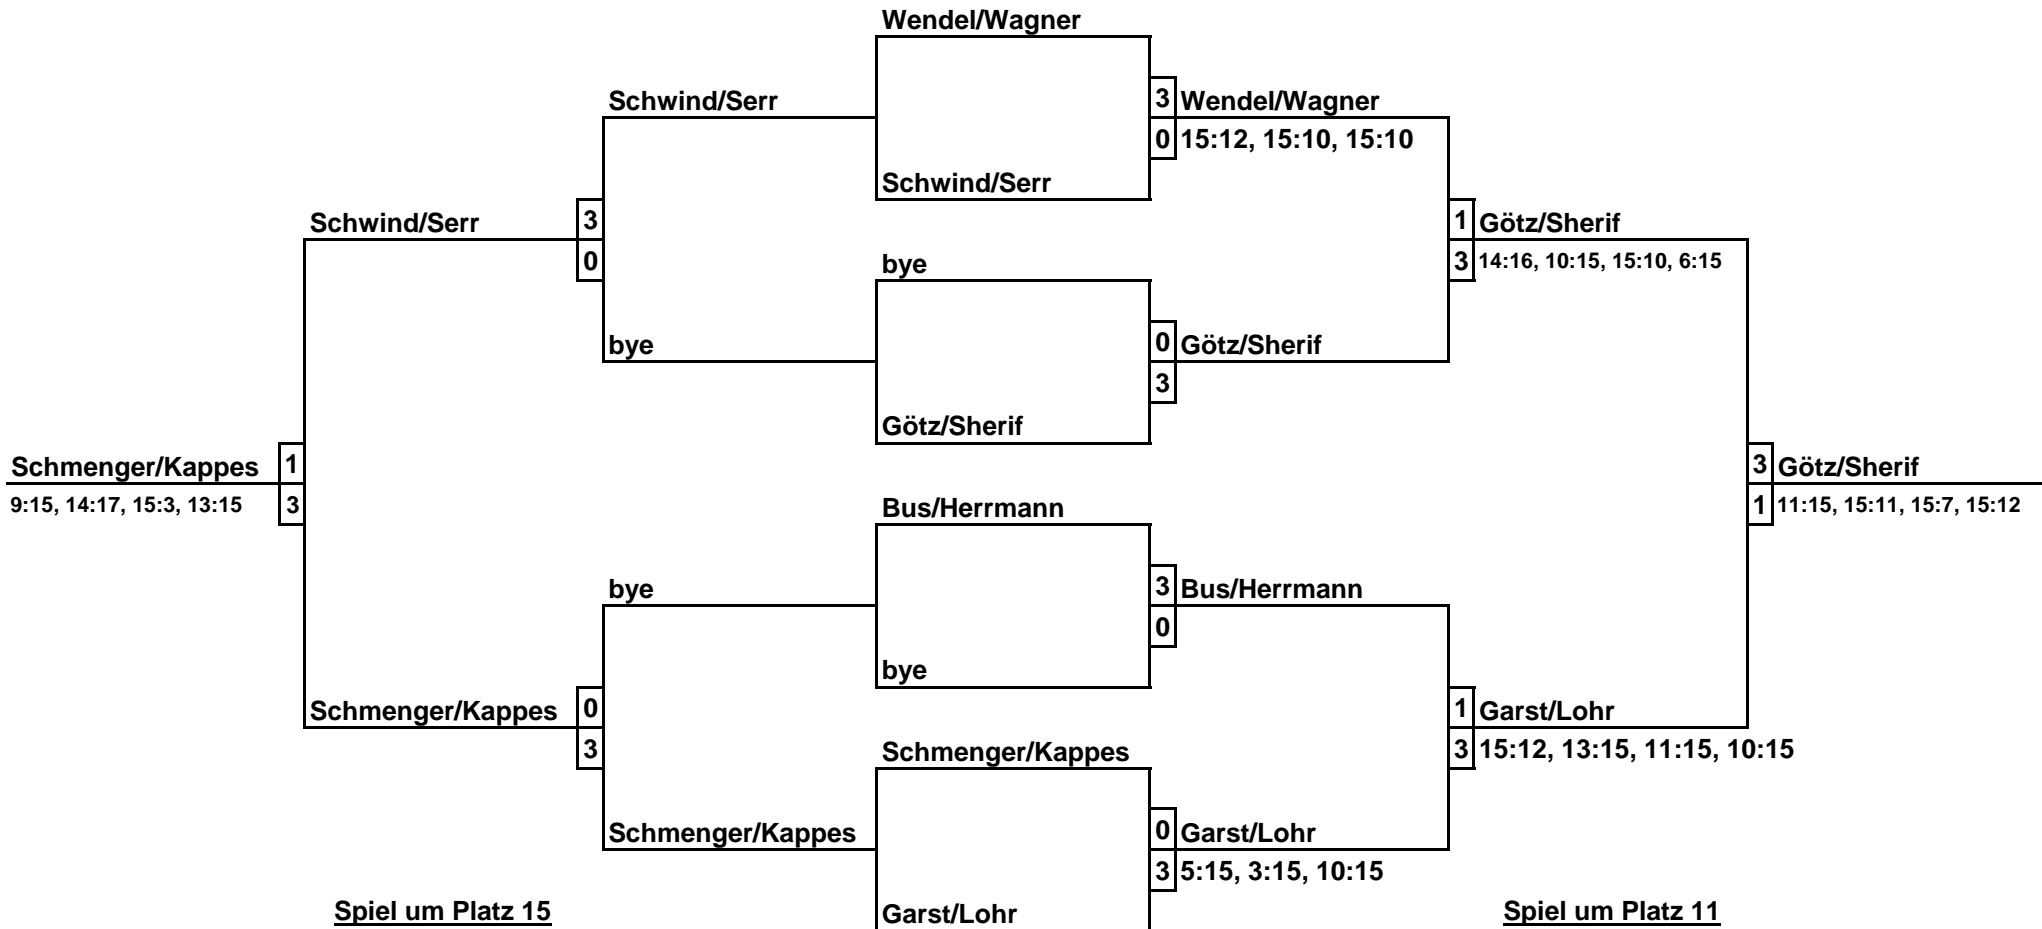 Wendel/Wagner
Schwind/Serr
3 Wendel/Wagner
0 15:12, 15:10, 15:10
Schwind/Serr
Schwind/Serr 3
1 Götz/Sherif
0
bye
3 14:16, 10:15, 15:10, 6:15
bye
0 Götz/Sherif
3
Götz/Sherif
Schmenger/Kappes 1
3 Götz/Sherif
9:15, 14:17, 15:3, 13:15 3
Bus/Herrmann
1 11:15, 15:11, 15:7, 15:12
bye
3 Bus/Herrmann
0
bye
Schmenger/Kappes 0
1 Garst/Lohr
3
Schmenger/Kappes
3 15:12, 13:15, 11:15, 10:15
Schmenger/Kappes
0 Garst/Lohr
3 5:15, 3:15, 10:15
Spiel um Platz 15
Garst/Lohr
Spiel um Platz 11